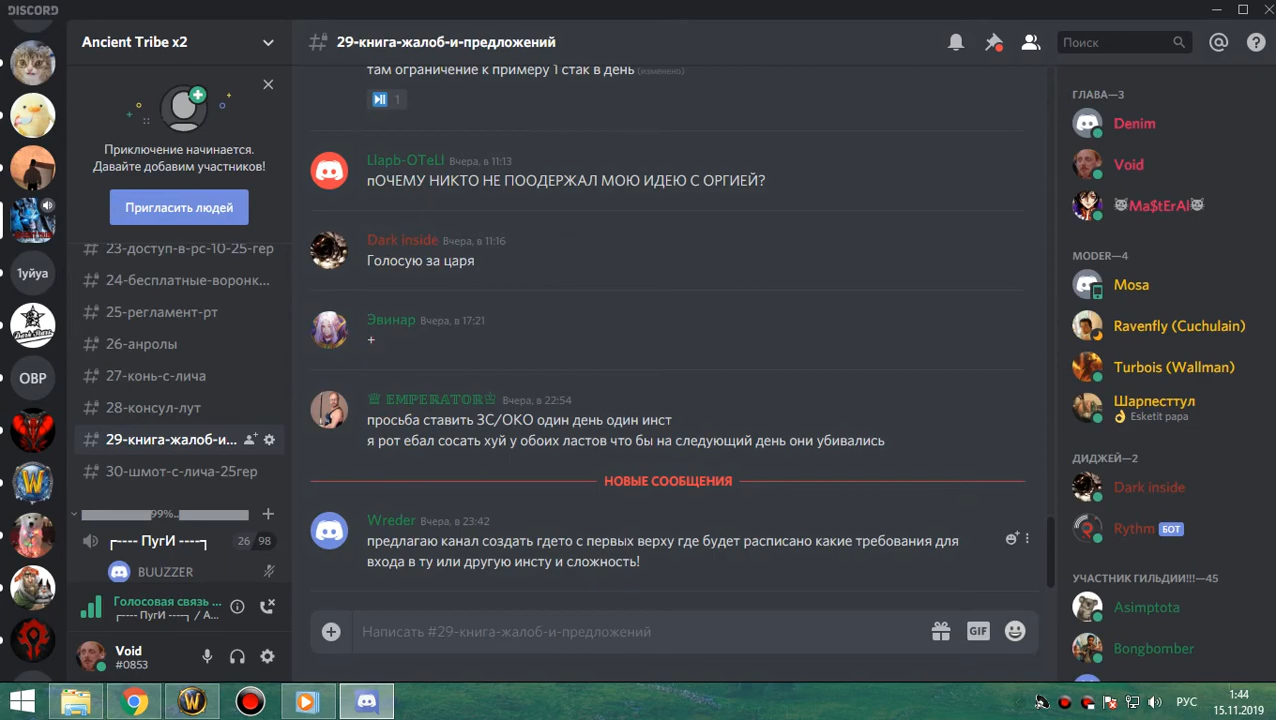 DISCORD
Ancient Tribe x2
29-книга-жалоб-и-предложений
Поиск
Приключение начинается.
Давайте добавим участников!
Пригласить людей
23-доступ-в-рс-10-25-гер
24-бесплатные-воронк...
25-регламент-рт
26-анролы
27-конь-с-лича
28-консул-лут
29-книга-жалоб-и...
30-шмот-с-лича-25гер
99%..
┌---- ПугИ ----┐
26 98
BUUZZER
Голосовая связь ...
┌---- ПугИ ----┐ / A...
Void
#0853
1уйуа
OBP
там ограничение к примеру 1 стак в день (изменено)
1
Llapb-OTeLl Вчера, в 11:13
пОЧЕМУ НИКТО НЕ ПООДЕРЖАЛ МОЮ ИДЕЮ С ОРГИЕЙ?
Dark inside Вчера, в 11:16
Голосую за царя
Эвинар Вчера, в 17:21
+
♕ 𝔼𝕄ℙ𝔼ℝ𝔸𝕋𝕆ℝ♔ Вчера, в 22:54
просьба ставить ЗС/ОКО один день один инст
я рот ебал сосать хуй у обоих ластов что бы на следующий день они убивались
НОВЫЕ СООБЩЕНИЯ
Wreder Вчера, в 23:42
предлагаю канал создать гдето с первых верху где будет расписано какие требования для
входа в ту или другую инсту и сложность!
Написать #29-книга-жалоб-и-предложений
GIF
ГЛАВА—3
Denim
Void
😈Ma$tErAl😈
MODER—4
Mosa
Ravenfly (Cuchulain)
Turbois (Wallman)
Шарпесттул
👌 Esketit papa
ДИДЖЕЙ—2
Dark inside
Rythm БОТ
УЧАСТНИК ГИЛЬДИИ!!!—45
Asimptota
Bongbomber
РУС
1:44
15.11.2019